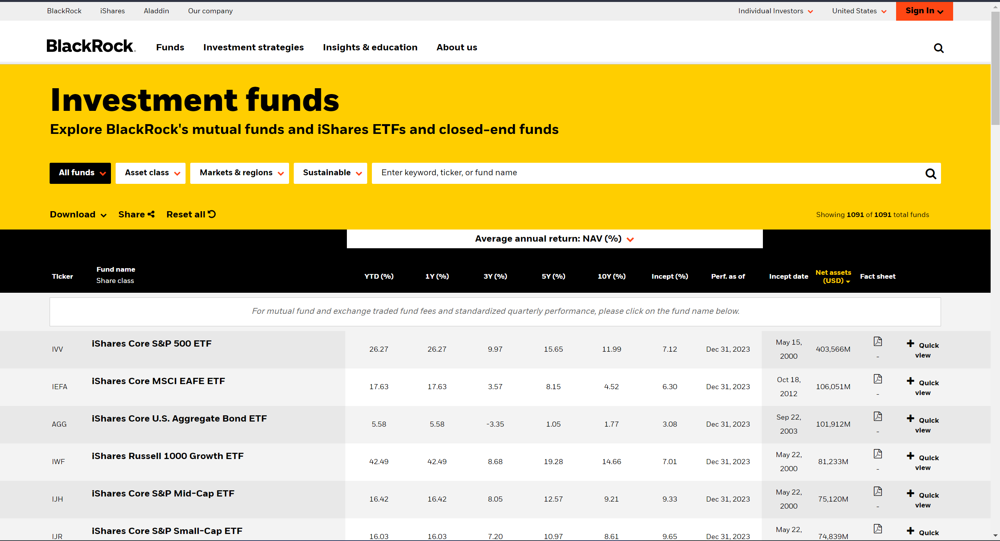 BlackRock iShares Aladdin Our company Individual Investors United States Sign In
BlackRock Funds Investment strategies Insights & education About us
Investment funds
Explore BlackRock's mutual funds and iShares ETFs and closed-end funds
All funds Asset class Markets & regions Sustainable Enter keyword, ticker, or fund name
Download Share Reset all Showing 1091 of 1091 total funds
Average annual return: NAV (%)
Ticker Fund name Share class YTD (%) 1Y (%) 3Y (%) 5Y (%) 10Y (%) Incept (%) Perf. as of Incept date Net assets (USD) Fact sheet
For mutual fund and exchange traded fund fees and standardized quarterly performance, please click on the fund name below.
IVV iShares Core S&P 500 ETF 26.27 26.27 9.97 15.65 11.99 7.12 Dec 31, 2023 May 15, 2000 403,566M - Quick view
IEFA iShares Core MSCI EAFE ETF 17.63 17.63 3.57 8.15 4.52 6.30 Dec 31, 2023 Oct 18, 2012 106,051M - Quick view
AGG iShares Core U.S. Aggregate Bond ETF 5.58 5.58 -3.35 1.05 1.77 3.08 Dec 31, 2023 Sep 22, 2003 101,912M - Quick view
IWF iShares Russell 1000 Growth ETF 42.49 42.49 8.68 19.28 14.66 7.01 Dec 31, 2023 May 22, 2000 81,233M - Quick view
IJH iShares Core S&P Mid-Cap ETF 16.42 16.42 8.05 12.57 9.21 9.33 Dec 31, 2023 May 22, 2000 75,120M - Quick view
IJR iShares Core S&P Small-Cap ETF 16.03 16.03 7.20 10.97 8.61 9.65 Dec 31, 2023 May 22, 74,839M Quick